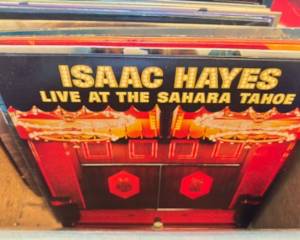 ISAAC HAYES
LIVE AT THE SAHARA TAHOE